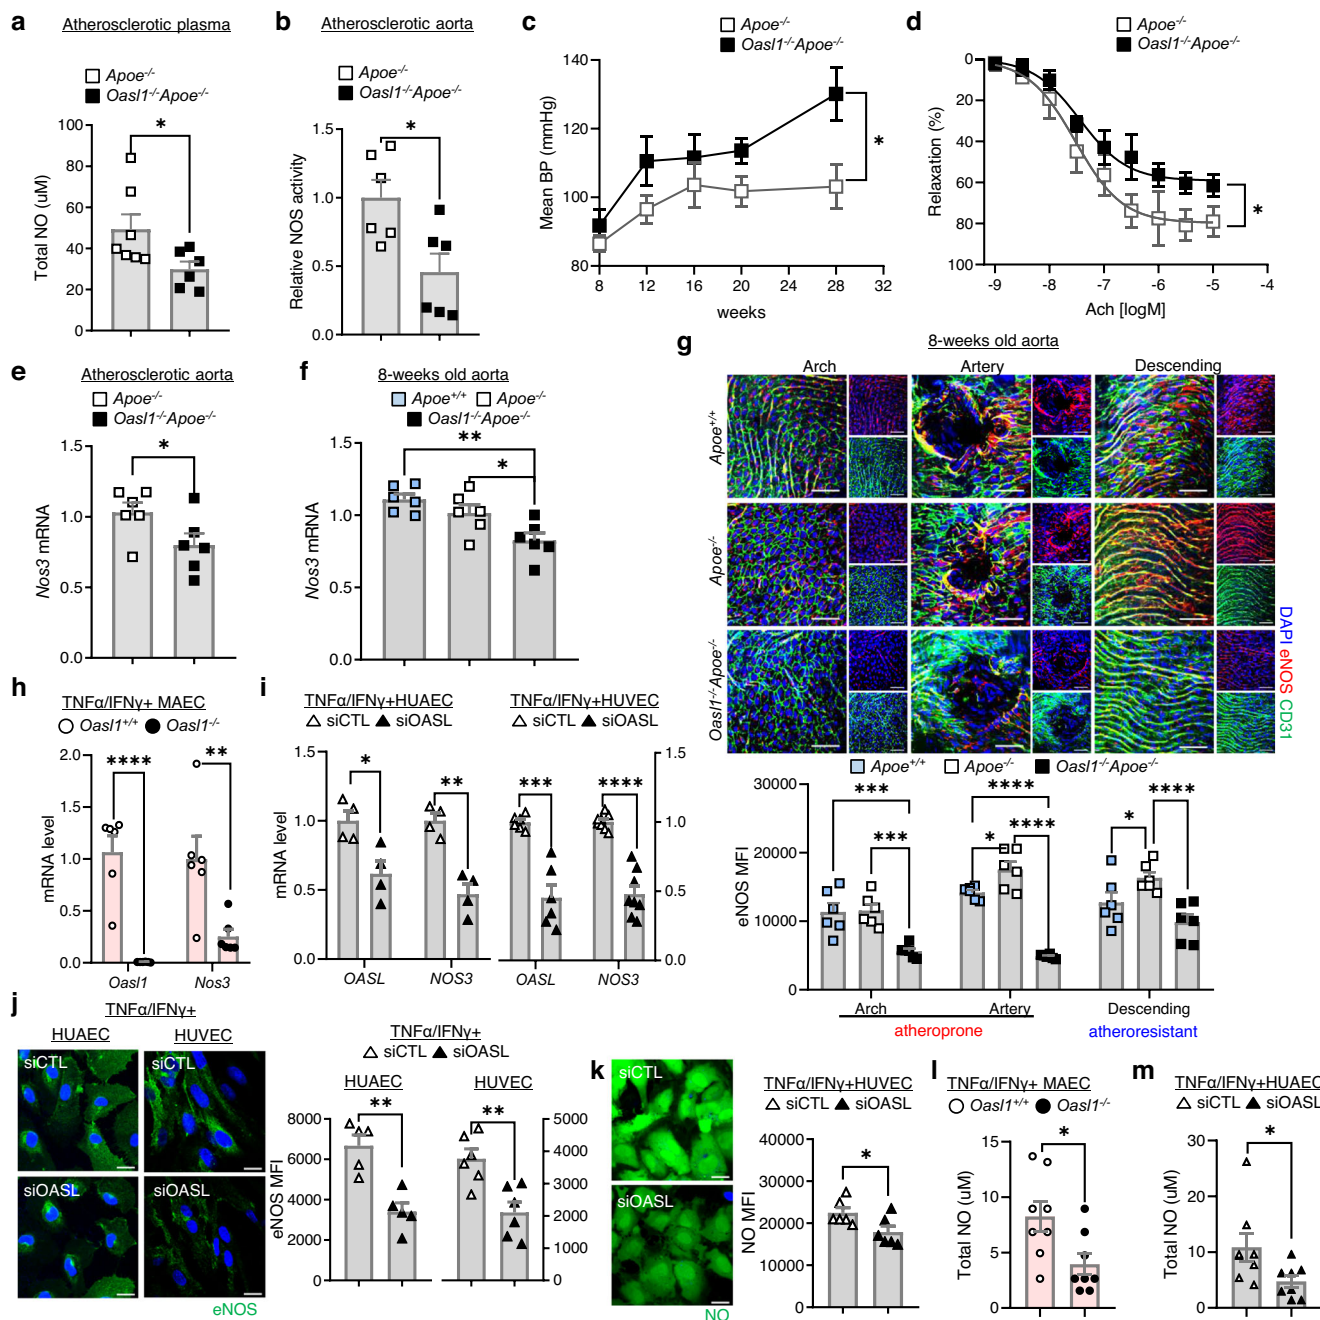 a
Atherosclerotic plasma
Apoe-/-
Oasl1-/-Apoe-/-
*
100
80
60
40
20
0
Total NO (uM)
b
Atherosclerotic aorta
Apoe-/-
Oasl1-/-Apoe-/-
*
1.5
1.0
0.5
0.0
Relative NOS activity
c
Apoe-/-
Oasl1-/-Apoe-/-
140
120
100
80
Mean BP (mmHg)
*
8 12 16 20 24 28 32
weeks
d
Apoe-/-
Oasl1-/-Apoe-/-
0
20
40
60
80
100
Relaxation (%)
*
-9 -8 -7 -6 -5 -4
Ach [logM]
e
Atherosclerotic aorta
Apoe-/-
Oasl1-/-Apoe-/-
*
1.5
1.0
0.5
0.0
Nos3 mRNA
f
8-weeks old aorta
Apoe+/+ Apoe-/-
Oasl1-/-Apoe-/-
**
*
1.5
1.0
0.5
0.0
Nos3 mRNA
g
8-weeks old aorta
Arch Artery Descending
Apoe+/+
Apoe-/-
Oasl1-/-Apoe-/-
DAPI eNOS CD31
Apoe+/+ Apoe-/- Oasl1-/-Apoe-/-
30000
20000
10000
0
eNOS MFI
*** **** ****
*** * **** *
Arch Artery Descending
atheroprone atheroresistant
h
TNFα/IFNγ+ MAEC
Oasl1+/+ Oasl1-/-
**** **
2.0
1.5
1.0
0.5
0.0
mRNA level
Oasl1 Nos3
i
TNFα/IFNγ+HUAEC TNFα/IFNγ+HUVEC
siCTL siOASL siCTL siOASL
* ** *** ****
1.5
1.0
0.5
0.0
mRNA level
1.5
1.0
0.5
0.0
OASL NOS3 OASL NOS3
j
TNFα/IFNγ+
HUAEC HUVEC
siCTL siCTL
siOASL siOASL
eNOS
TNFα/IFNγ+
siCTL siOASL
HUAEC HUVEC
** **
8000
6000
4000
2000
0
eNOS MFI
5000
4000
3000
2000
1000
0
k
siCTL
siOASL
NO
TNFα/IFNγ+HUVEC
siCTL siOASL
*
40000
30000
20000
10000
0
NO MFI
l
TNFα/IFNγ+ MAEC
Oasl1+/+ Oasl1-/-
*
15
10
5
0
Total NO (uM)
m
TNFα/IFNγ+HUAEC
siCTL siOASL
*
30
20
10
0
Total NO (uM)